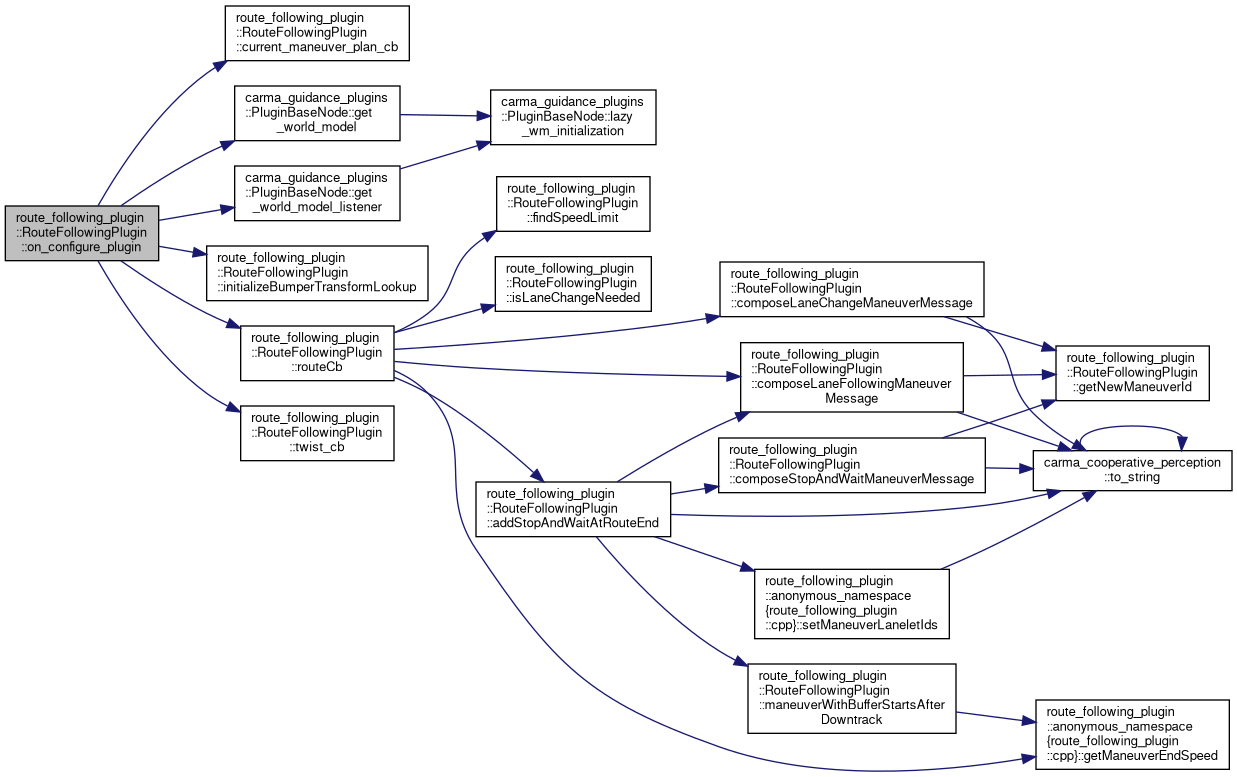 route_following_plugin
::RouteFollowingPlugin
::current_maneuver_plan_cb
carma_guidance_plugins
::PluginBaseNode::get
_world_model
carma_guidance_plugins
::PluginBaseNode::lazy
_wm_initialization
carma_guidance_plugins
::PluginBaseNode::get
_world_model_listener
route_following_plugin
::RouteFollowingPlugin
::findSpeedLimit
route_following_plugin
::RouteFollowingPlugin
::on_configure_plugin
route_following_plugin
::RouteFollowingPlugin
::initializeBumperTransformLookup
route_following_plugin
::RouteFollowingPlugin
::isLaneChangeNeeded
route_following_plugin
::RouteFollowingPlugin
::composeLaneChangeManeuverMessage
route_following_plugin
::RouteFollowingPlugin
::routeCb
route_following_plugin
::RouteFollowingPlugin
::composeLaneFollowingManeuver
Message
route_following_plugin
::RouteFollowingPlugin
::getNewManeuverId
route_following_plugin
::RouteFollowingPlugin
::twist_cb
route_following_plugin
::RouteFollowingPlugin
::composeStopAndWaitManeuverMessage
carma_cooperative_perception
::to_string
route_following_plugin
::RouteFollowingPlugin
::addStopAndWaitAtRouteEnd
route_following_plugin
::anonymous_namespace
{route_following_plugin
::cpp}::setManeuverLaneletIds
route_following_plugin
::RouteFollowingPlugin
::maneuverWithBufferStartsAfter
Downtrack
route_following_plugin
::anonymous_namespace
{route_following_plugin
::cpp}::getManeuverEndSpeed